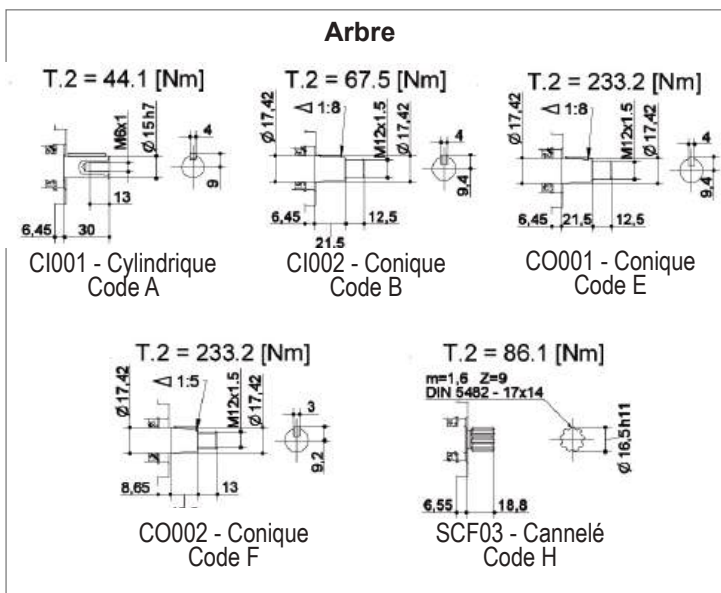 Arbre
T.2 = 44.1 [Nm]
M6x1
Ø 15 h7
4
9
13
6,45
30
CI001 - Cylindrique
Code A
T.2 = 67.5 [Nm]
Ø 17,42
1:8
M12x1.5
Ø 17,42
4
9,4
6,45
12,5
21,5
CI002 - Conique
Code B
T.2 = 233.2 [Nm]
Ø 17,42
1:8
M12x1.5
Ø 17,42
4
9,4
6,45
21,5
12,5
CO001 - Conique
Code E
T.2 = 233.2 [Nm]
Ø 17,42
1:5
M12x1.5
Ø 17,42
3
9,2
8,65
13
CO002 - Conique
Code F
T.2 = 86.1 [Nm]
m=1,6 Z=9
DIN 5482 - 17x14
Ø 16,5 h11
6,55
18,8
SCF03 - Cannelé
Code H